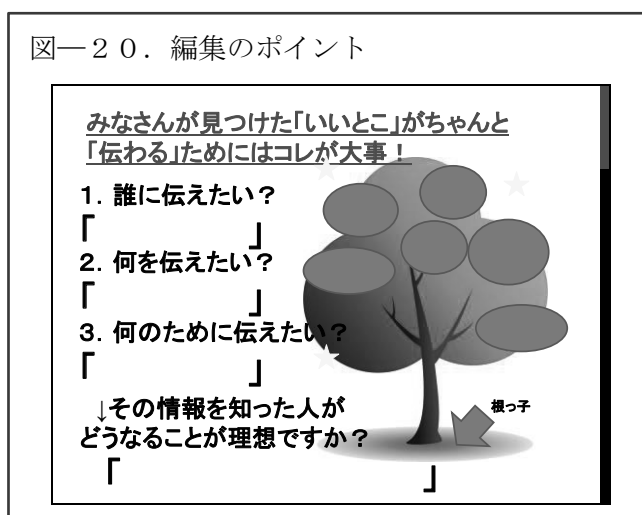 図―20．編集のポイント
みなさんが見つけた「いいとこ」がちゃんと
「伝わる」ためにはコレが大事！
1．誰に伝えたい？
「　　　　　　　」
2．何を伝えたい？
「　　　　　　　」
3．何のために伝えたい？
「　　　　　　　」
↓その情報を知った人が
どうなることが理想ですか？
「　　　　　　　　　　　　　」
根っ子